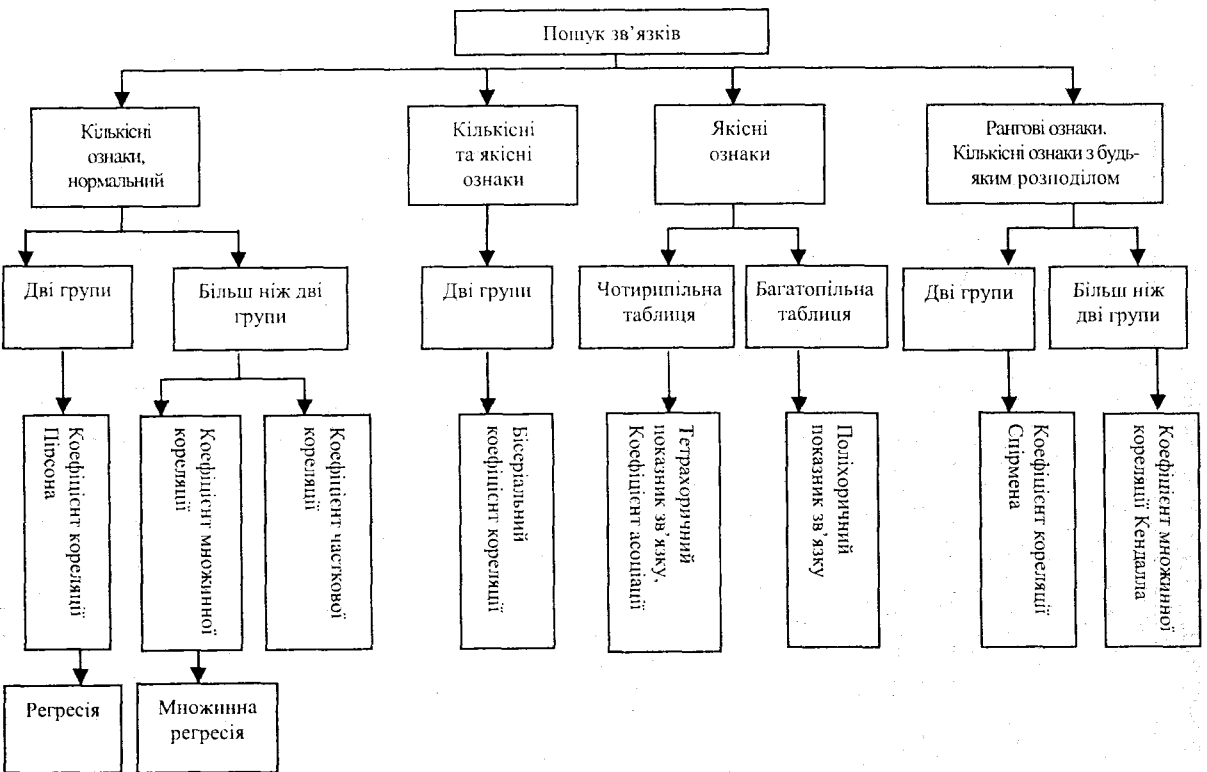 Пошук зв’язків
Кількісні
ознаки,
нормальний
Кількісні
та якісні
ознаки
Якісні
ознаки
Рангові ознаки.
Кількісні ознаки з будь-
яким розподілом
Дві групи
Більш ніж дві
групи
Дві групи
Чотирипільна
таблиця
Багатопільна
таблиця
Дві групи
Більш ніж
дві групи
Коефіцієнт кореляції
Пірсона
Коефіцієнт множинної
кореляції
Коефіцієнт часткової
кореляції
Бісеріальний
коефіцієнт кореляції
Тетрахоричний
показник зв’язку,
Коефіцієнт асоціації
Поліхоричний
показник зв’язку
Коефіцієнт кореляції
Спірмена
Коефіцієнт множинної
кореляції Кендалла
Регресія
Множинна
регресія